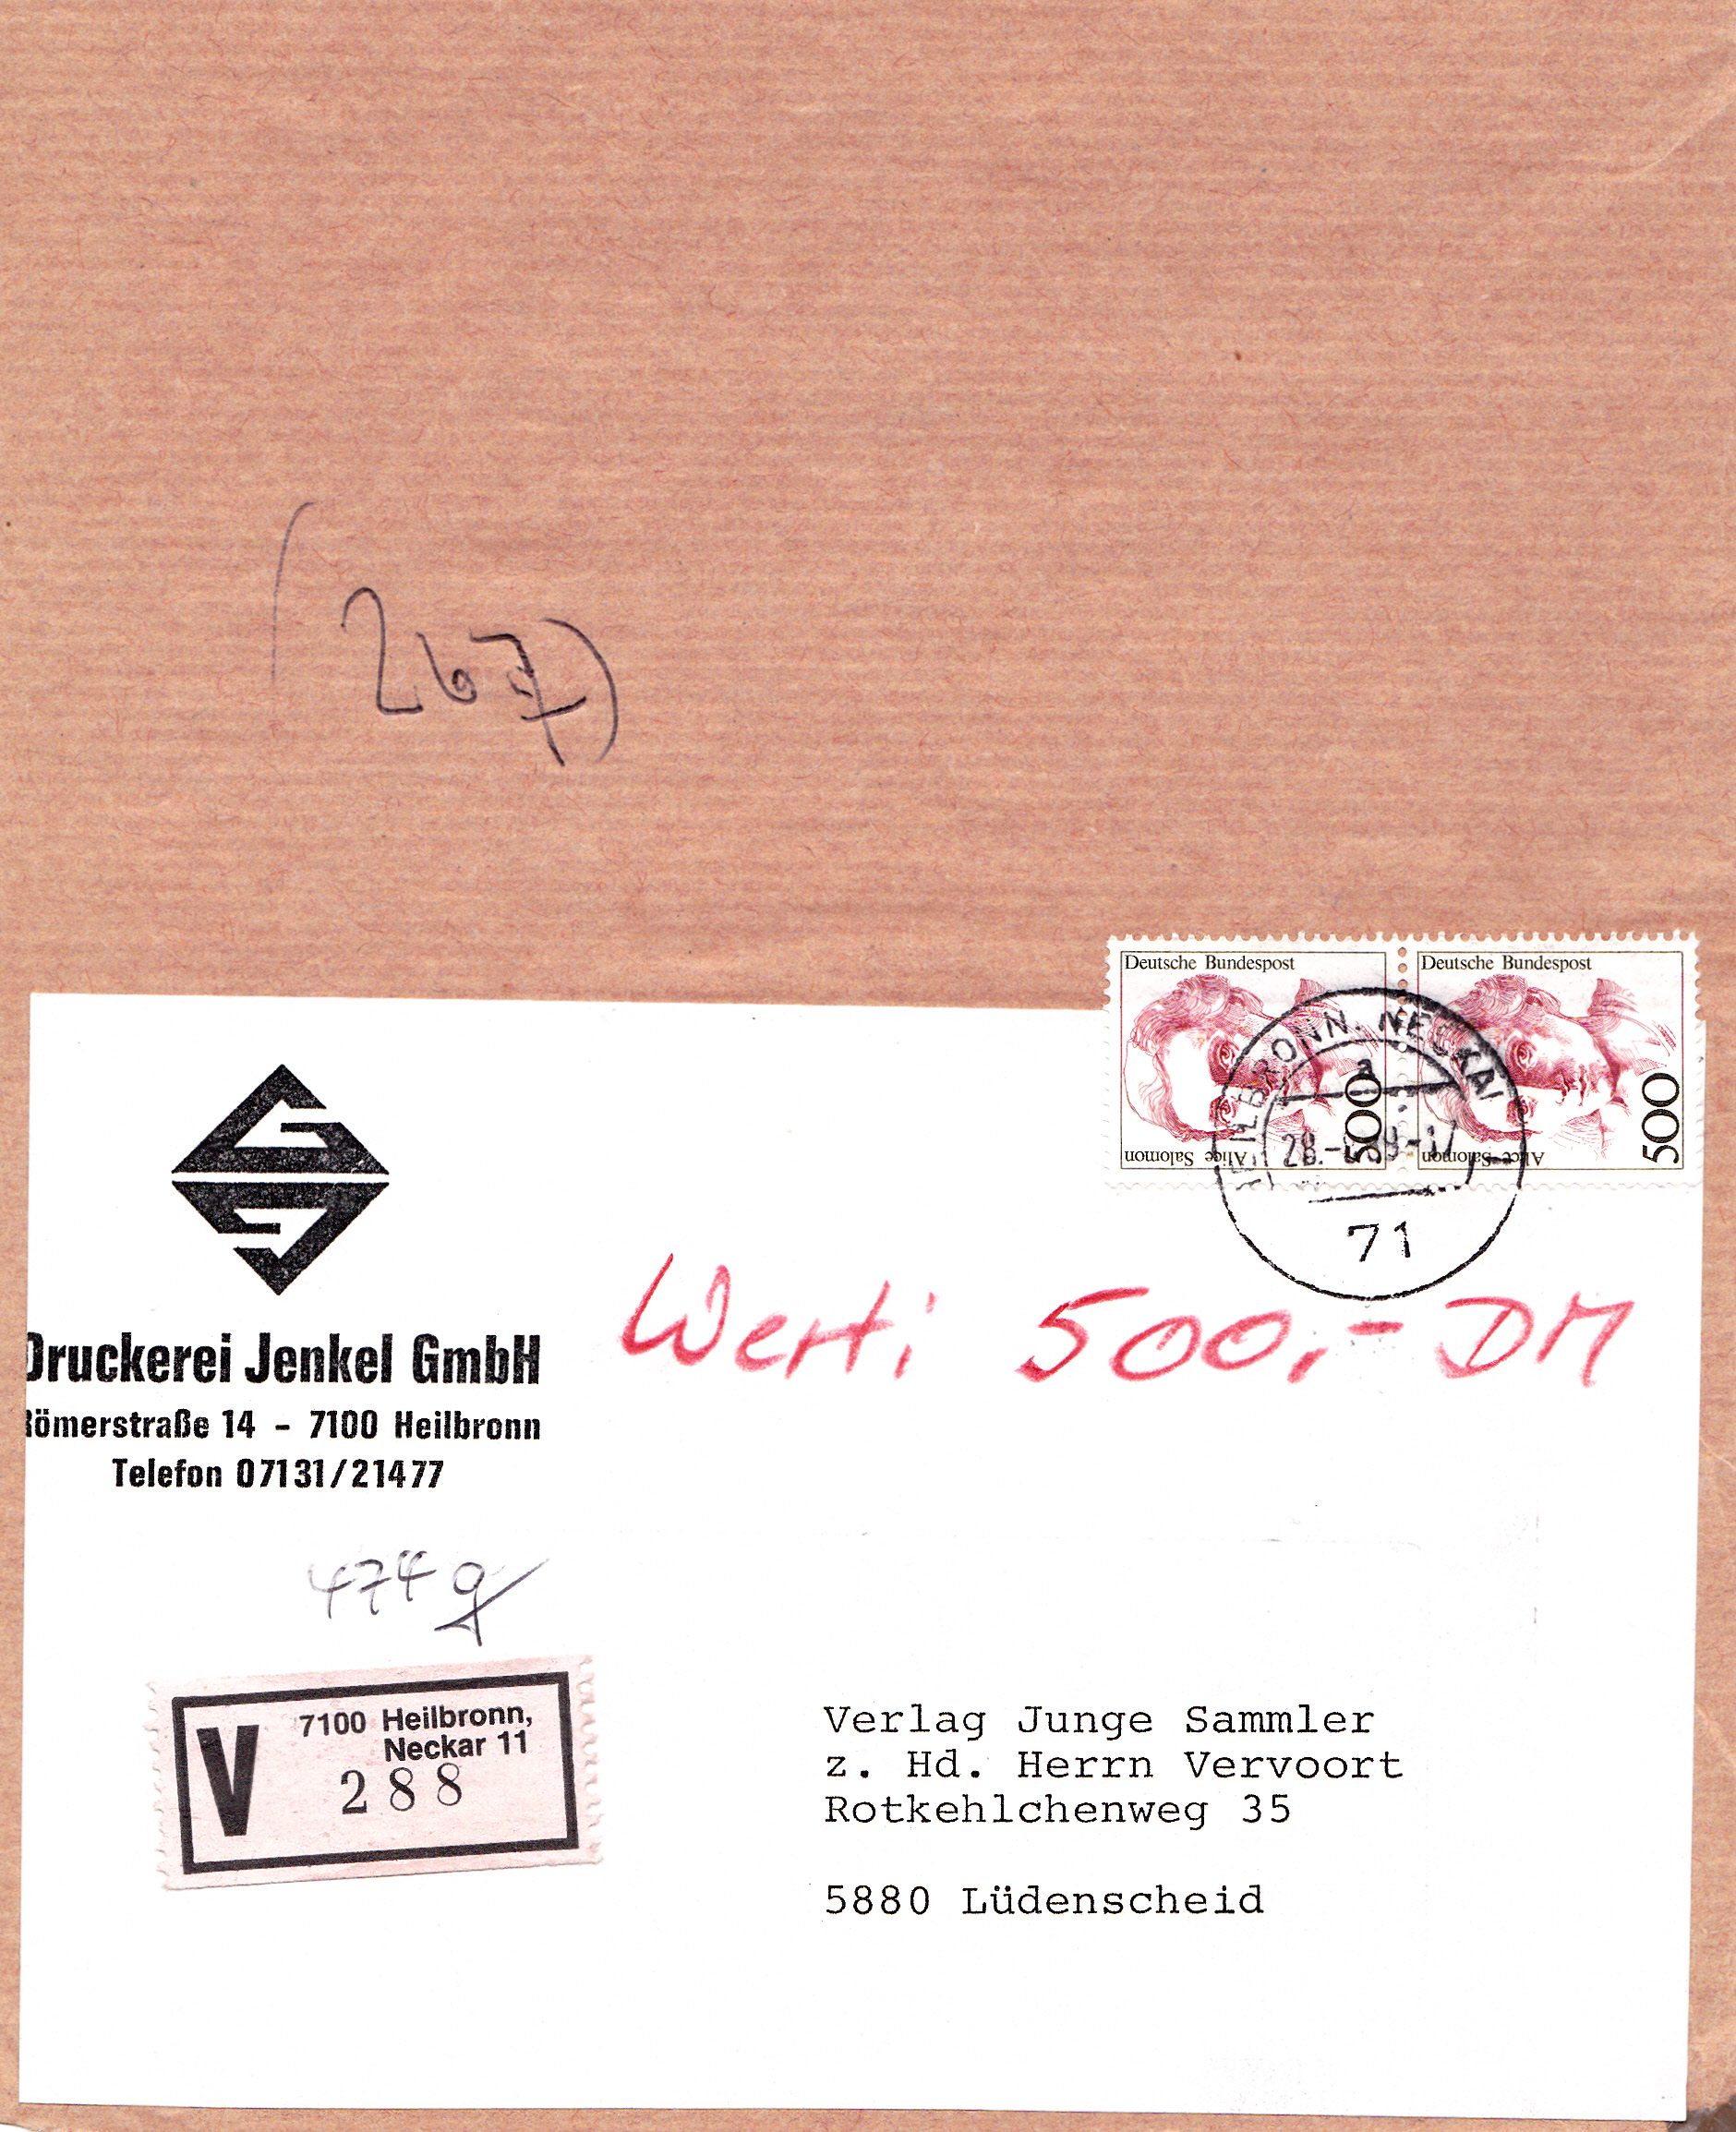 (267)
Deutsche Bundespost
Alice Salomon
500
Deutsche Bundespost
Alice Salomon
500
HEILBRONN, NECKAR
a
71
Wert: 500,- DM
Druckerei Jenkel GmbH
Römerstraße 14 - 7100 Heilbronn
Telefon 07131/21477
474 g
V
7100 Heilbronn,
Neckar 11
288
Verlag Junge Sammler
z. Hd. Herrn Vervoort
Rotkehlchenweg 35
5880 Lüdenscheid